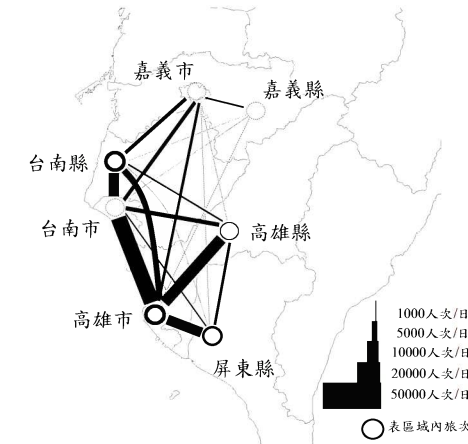 嘉義市
嘉義縣
台南縣
台南市
高雄縣
高雄市
屏東縣
1000人次/日
5000人次/日
10000人次/日
20000人次/日
50000人次/日
表區域內旅次